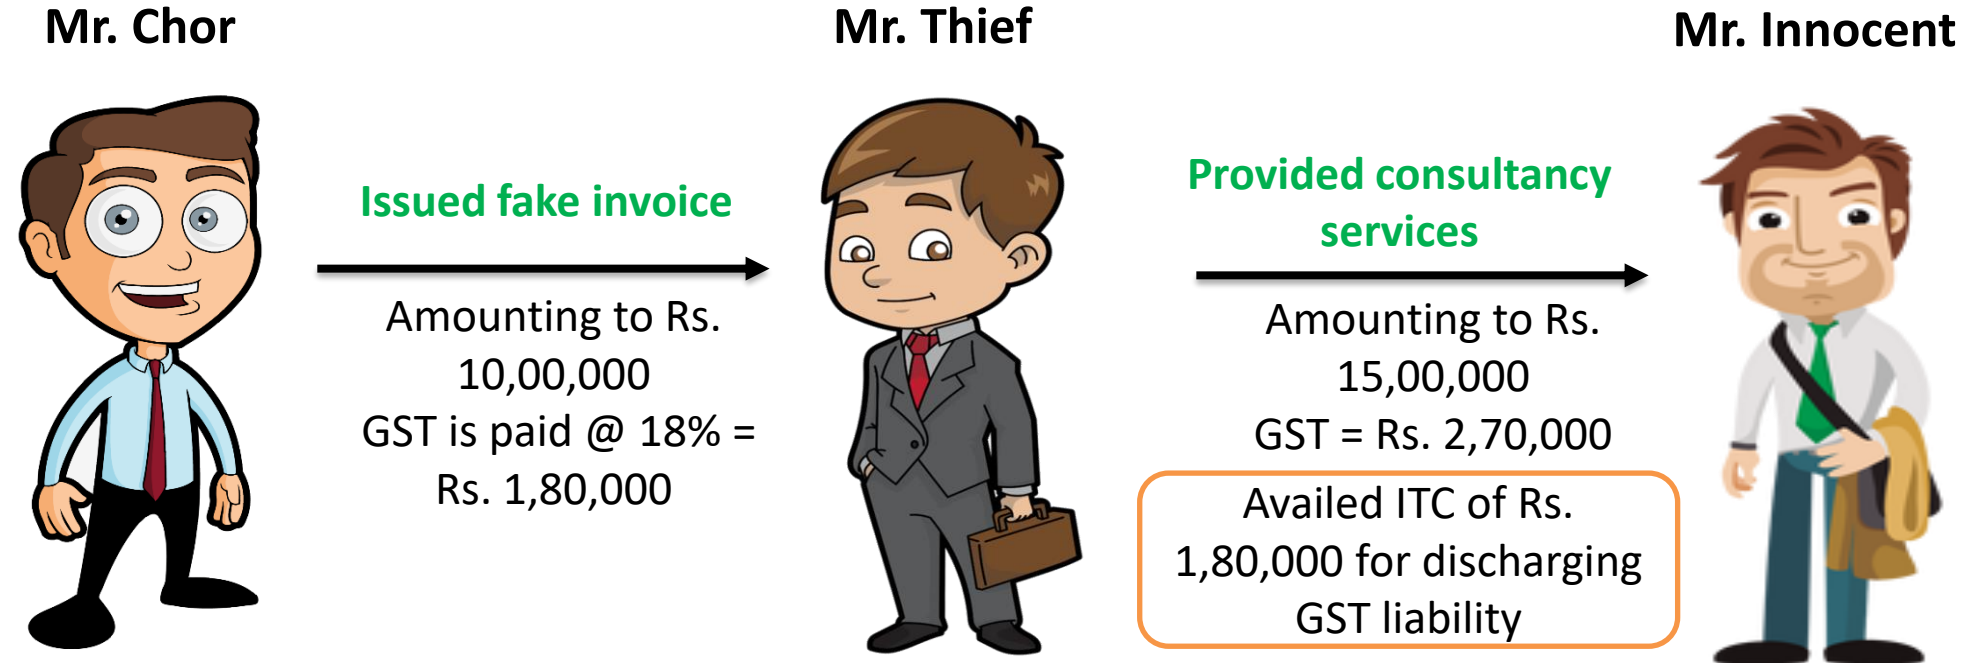 Mr. Chor
Mr. Thief
Mr. Innocent
Issued fake invoice
Amounting to Rs.
10,00,000
GST is paid @ 18% =
Rs. 1,80,000
Provided consultancy
services
Amounting to Rs.
15,00,000
GST = Rs. 2,70,000
Availed ITC of Rs.
1,80,000 for discharging
GST liability